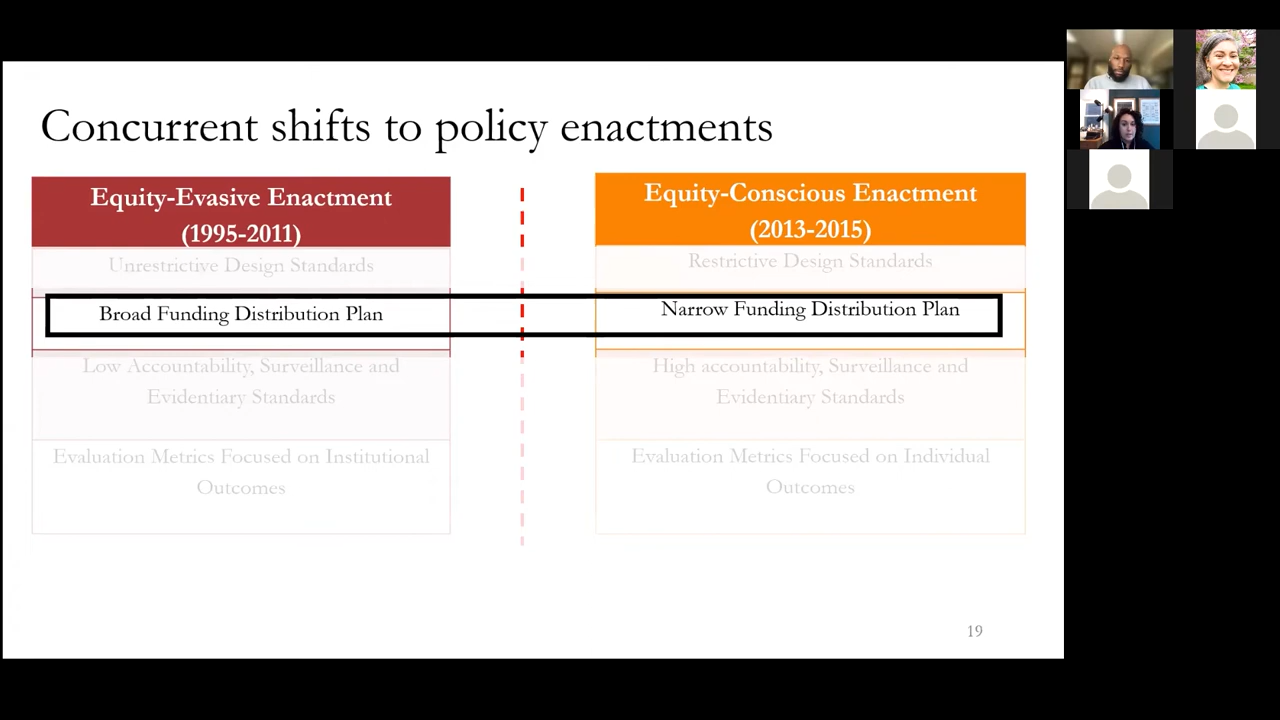 Concurrent shifts to policy enactments
Equity-Evasive Enactment
(1995-2011)
Unrestrictive Design Standards
Broad Funding Distribution Plan
Low Accountability, Surveillance and
Evidentiary Standards
Evaluation Metrics Focused on Institutional
Outcomes
Equity-Conscious Enactment
(2013-2015)
Restrictive Design Standards
Narrow Funding Distribution Plan
High accountability, Surveillance and
Evidentiary Standards
Evaluation Metrics Focused on Individual
Outcomes
19